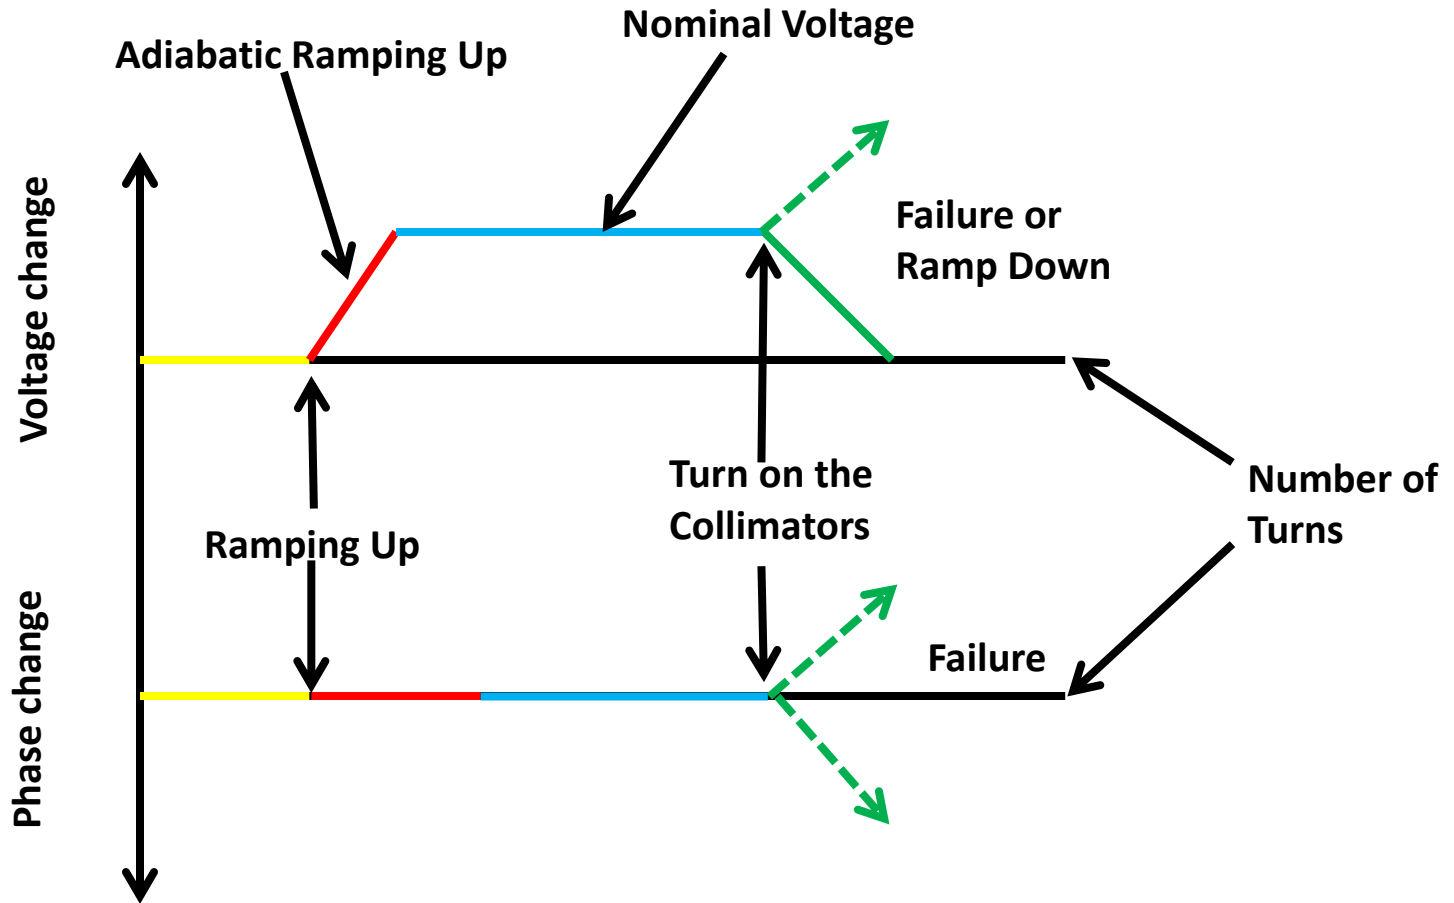 Nominal Voltage
Adiabatic Ramping Up
Voltage change
Failure or
Ramp Down
Turn on the
Collimators
Number of
Turns
Ramping Up
Phase change
Failure